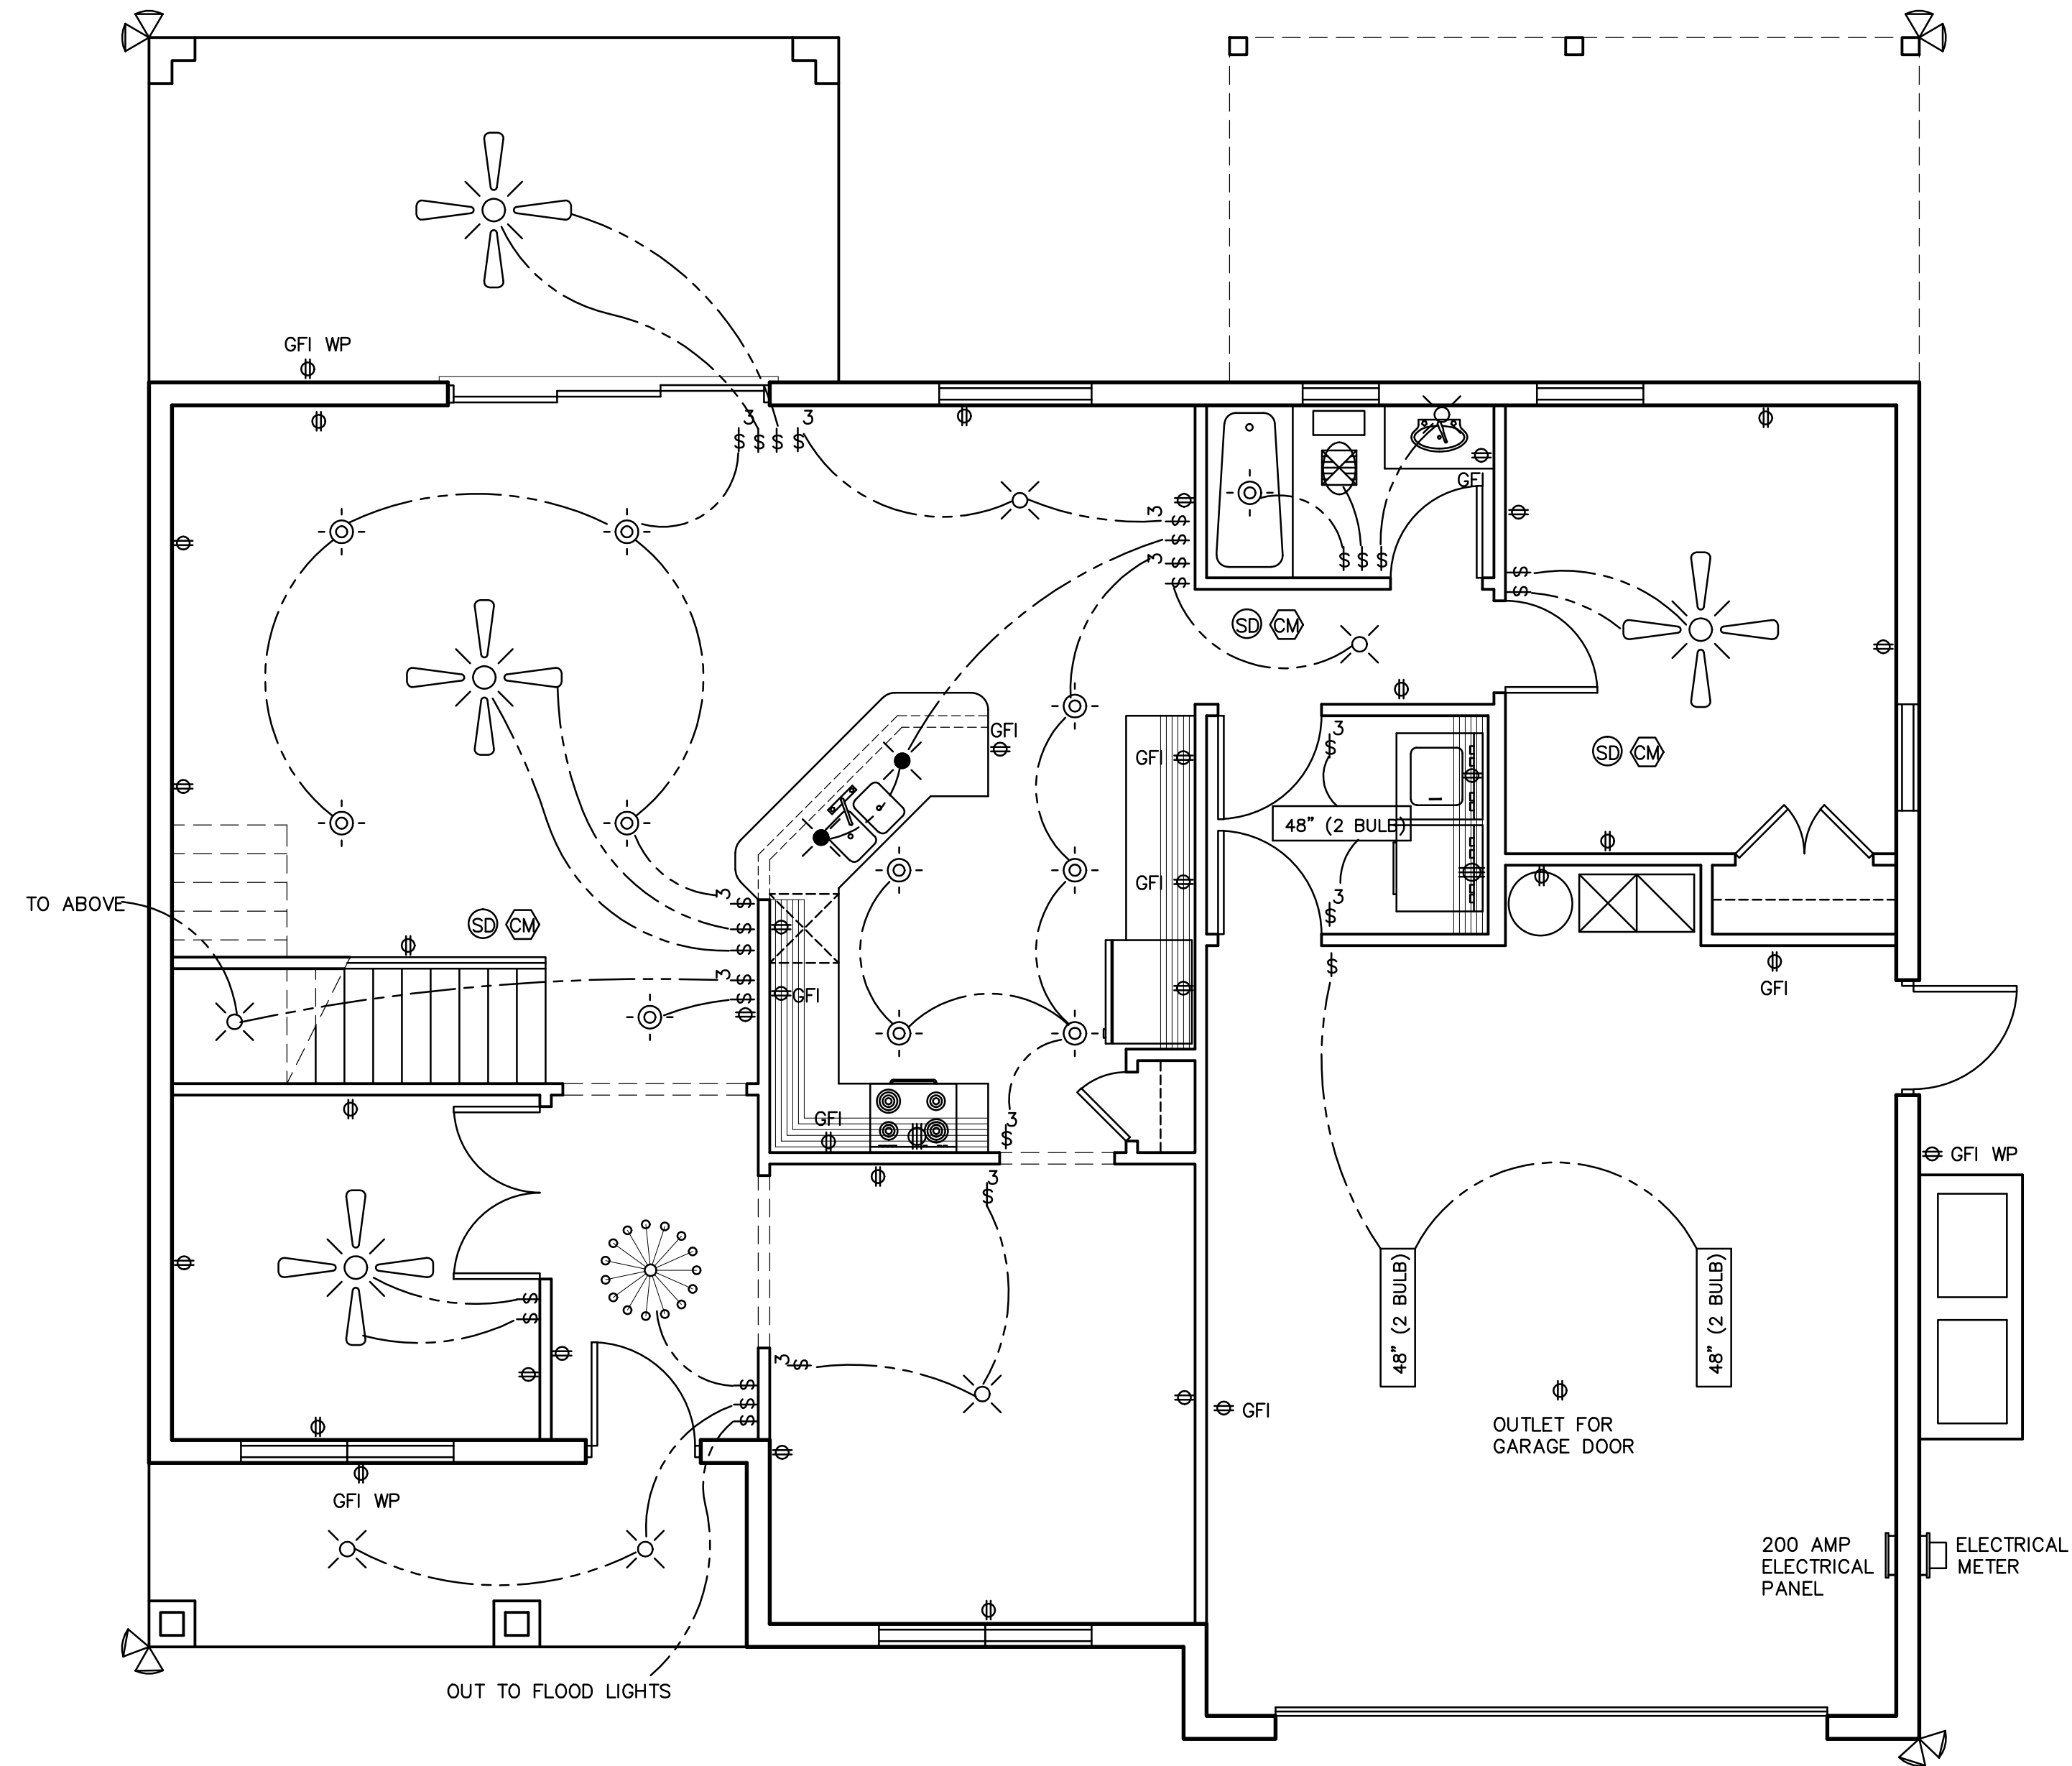 GFI WP
3
3
$ $ $ $
3
$
$
3
$
$
GFI
$ $ $
$
$
SD CM
GFI
3
$
GFI
SD CM
48" (2 BULB)
GFI
3
$
TO ABOVE
SD CM
3
$
$
$
3
$
$
GFI
$
GFI
GFI
3
$
3
$
GFI WP
$
$
48" (2 BULB)
48" (2 BULB)
3
$
$
$
$
GFI
OUTLET FOR
GARAGE DOOR
GFI WP
200 AMP
ELECTRICAL
PANEL
ELECTRICAL
METER
OUT TO FLOOD LIGHTS